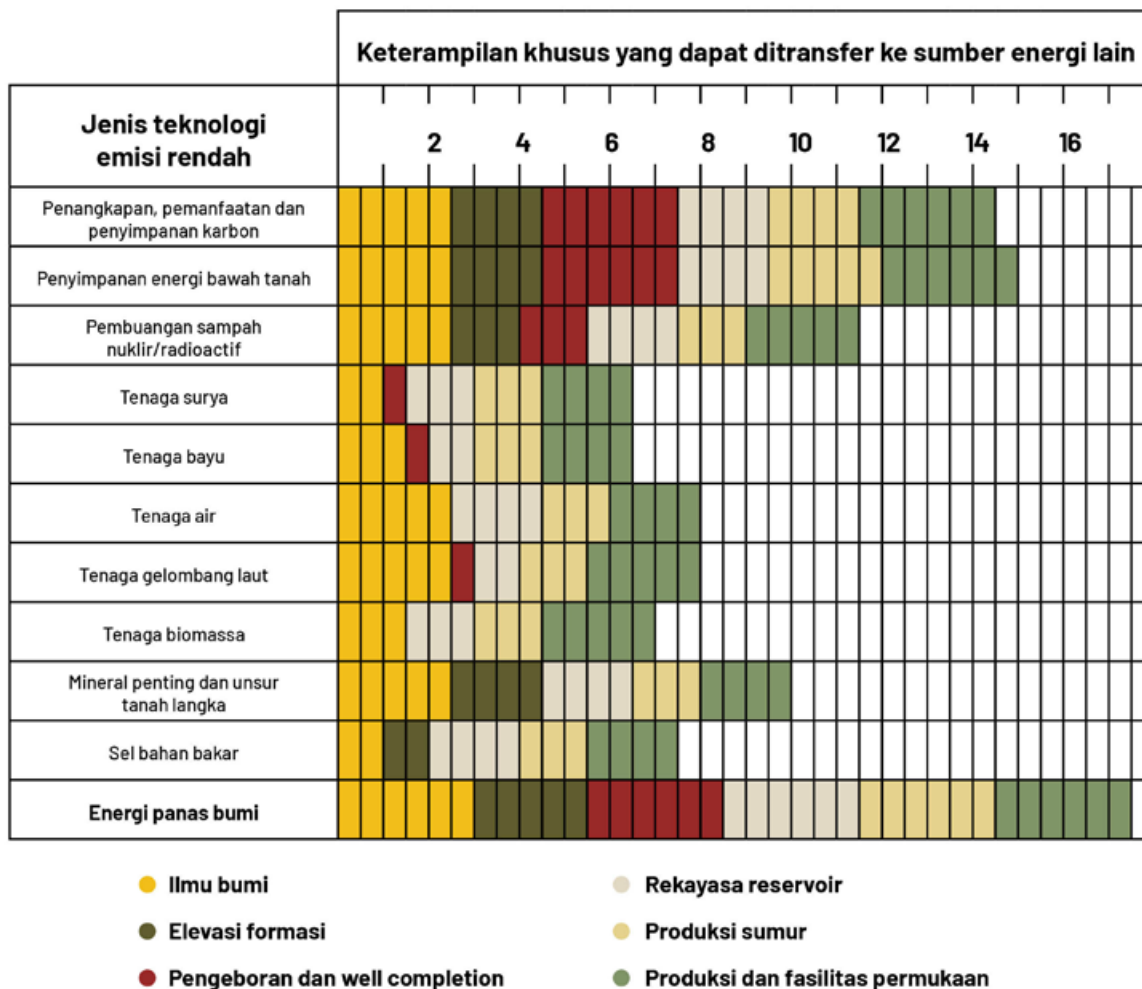 Keterampilan khusus yang dapat ditransfer ke sumber energi lain
Jenis teknologi
emisi rendah
2 4 6 8 10 12 14 16
Penangkapan, pemanfaatan dan
penyimpanan karbon
Penyimpanan energi bawah tanah
Pembuangan sampah
nuklir/radioactif
Tenaga surya
Tenaga bayu
Tenaga air
Tenaga gelombang laut
Tenaga biomassa
Mineral penting dan unsur
tanah langka
Sel bahan bakar
Energi panas bumi
Ilmu bumi
Elevasi formasi
Pengeboran dan well completion
Rekayasa reservoir
Produksi sumur
Produksi dan fasilitas permukaan